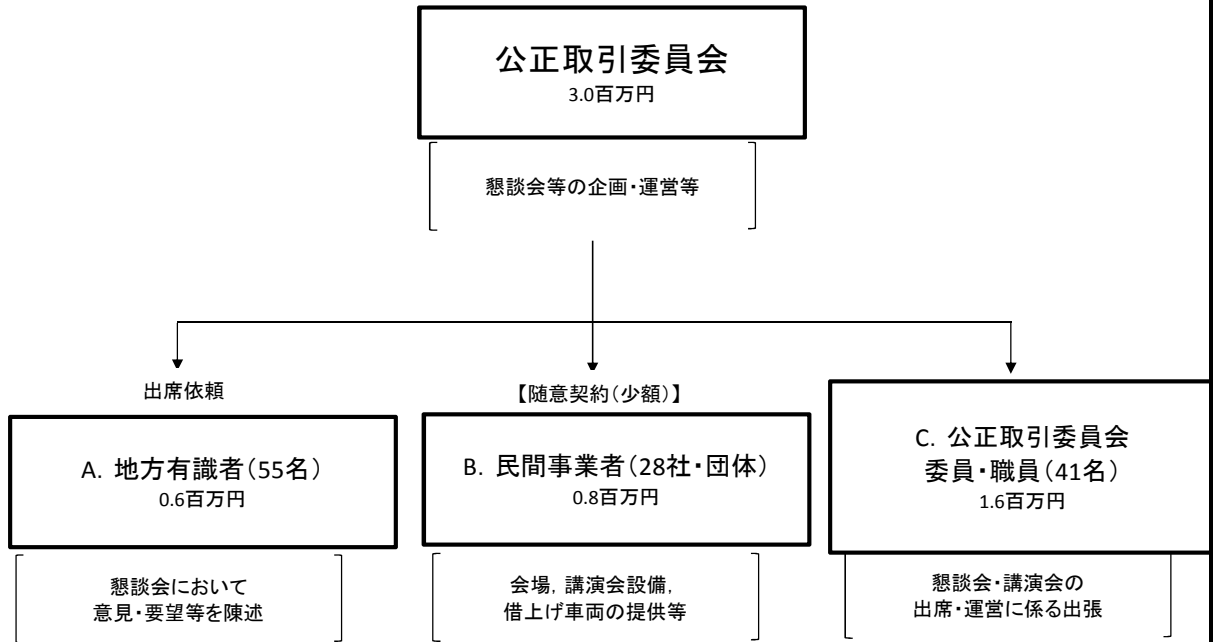 公正取引委員会
3.0百万円
懇談会等の企画・運営等
出席依頼
A. 地方有識者(55名)
0.6百万円
懇談会において
意見・要望等を陳述
【随意契約(少額)】
B. 民間事業者(28社・団体)
0.8百万円
会場，講演会設備，
借上げ車両の提供等
C. 公正取引委員会
委員・職員(41名)
1.6百万円
懇談会・講演会の
出席・運営に係る出張